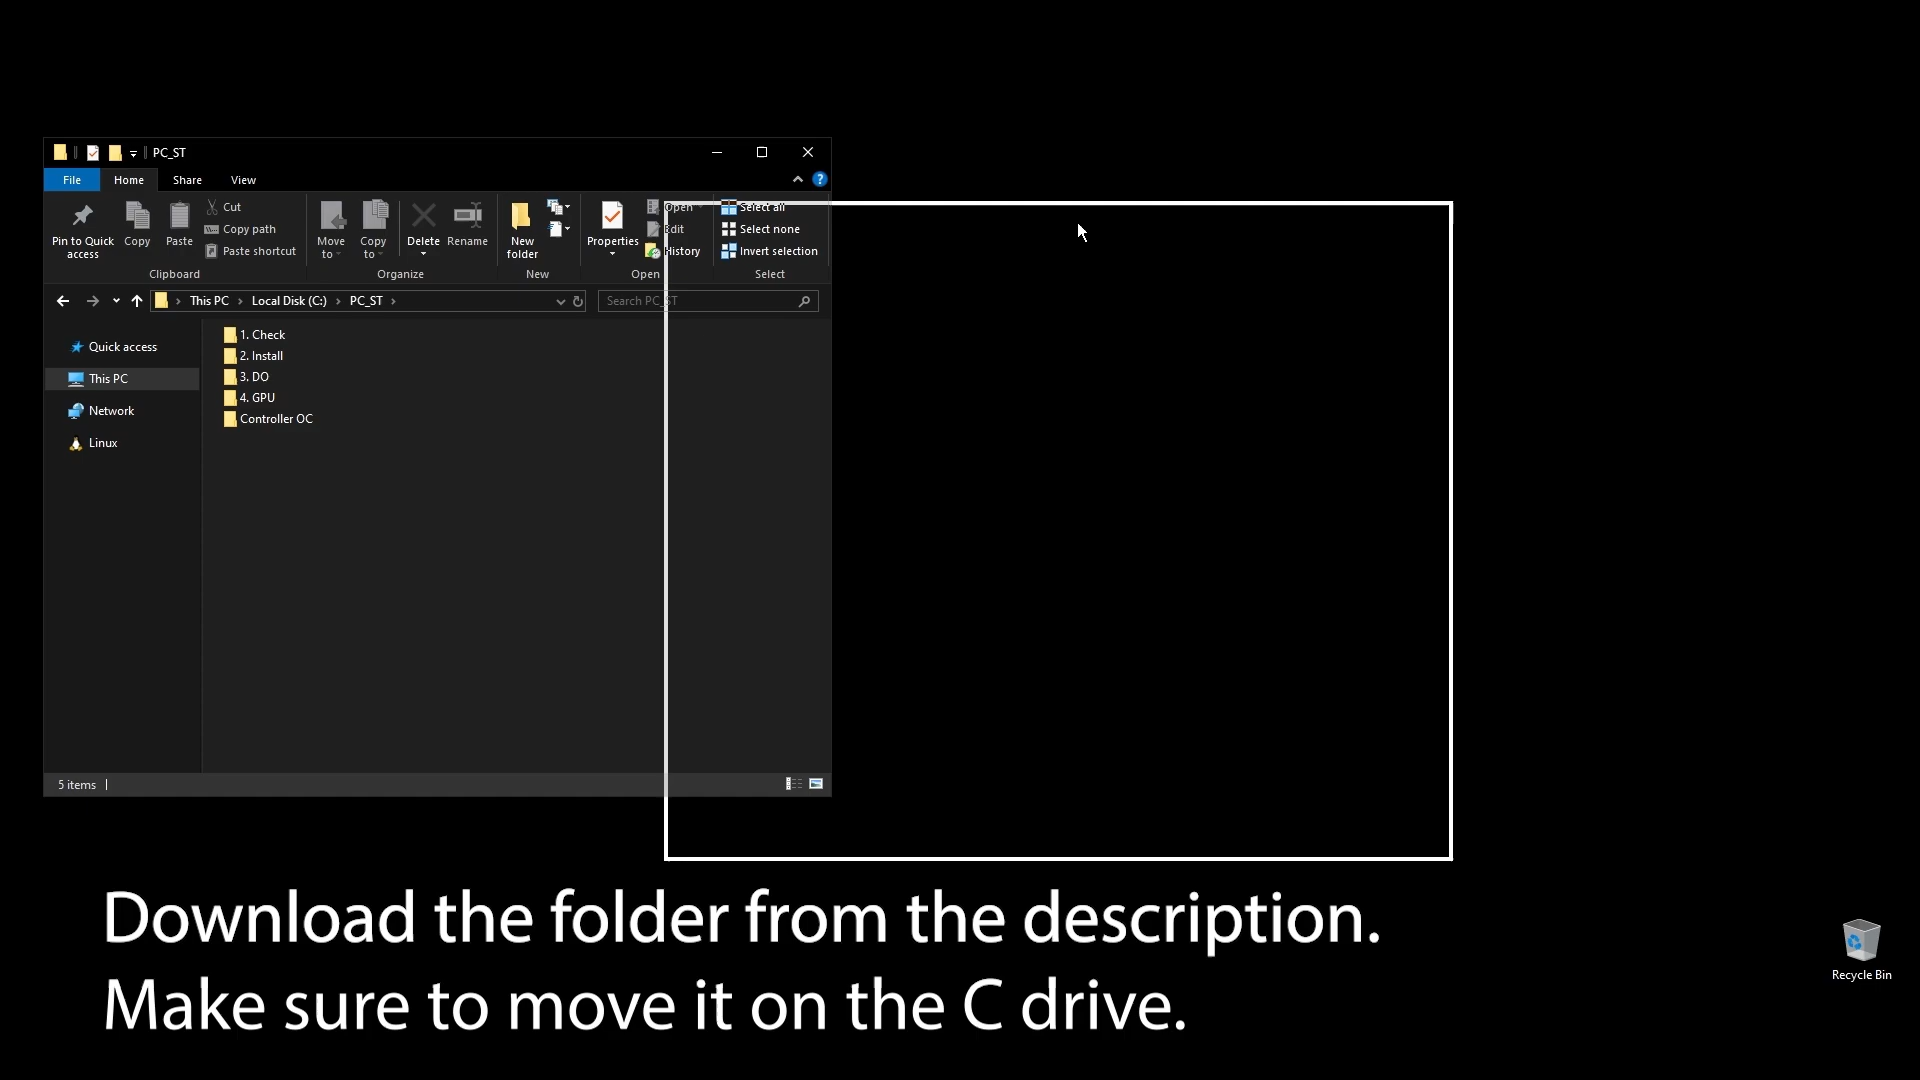 PC_ST
File Home Share View
Pin to Quick access
Copy
Paste
Cut
Copy path
Paste shortcut
Clipboard
Move to
Copy to
Delete
Rename
Organize
New folder
New
Properties
Open
Edit
History
Open
Select all
Select none
Invert selection
Select
This PC Local Disk (C:) PC_ST
Search PC_ST
Quick access
This PC
Network
Linux
1. Check
2. Install
3. DO
4. GPU
Controller OC
5 items
Download the folder from the description.
Make sure to move it on the C drive.
Recycle Bin